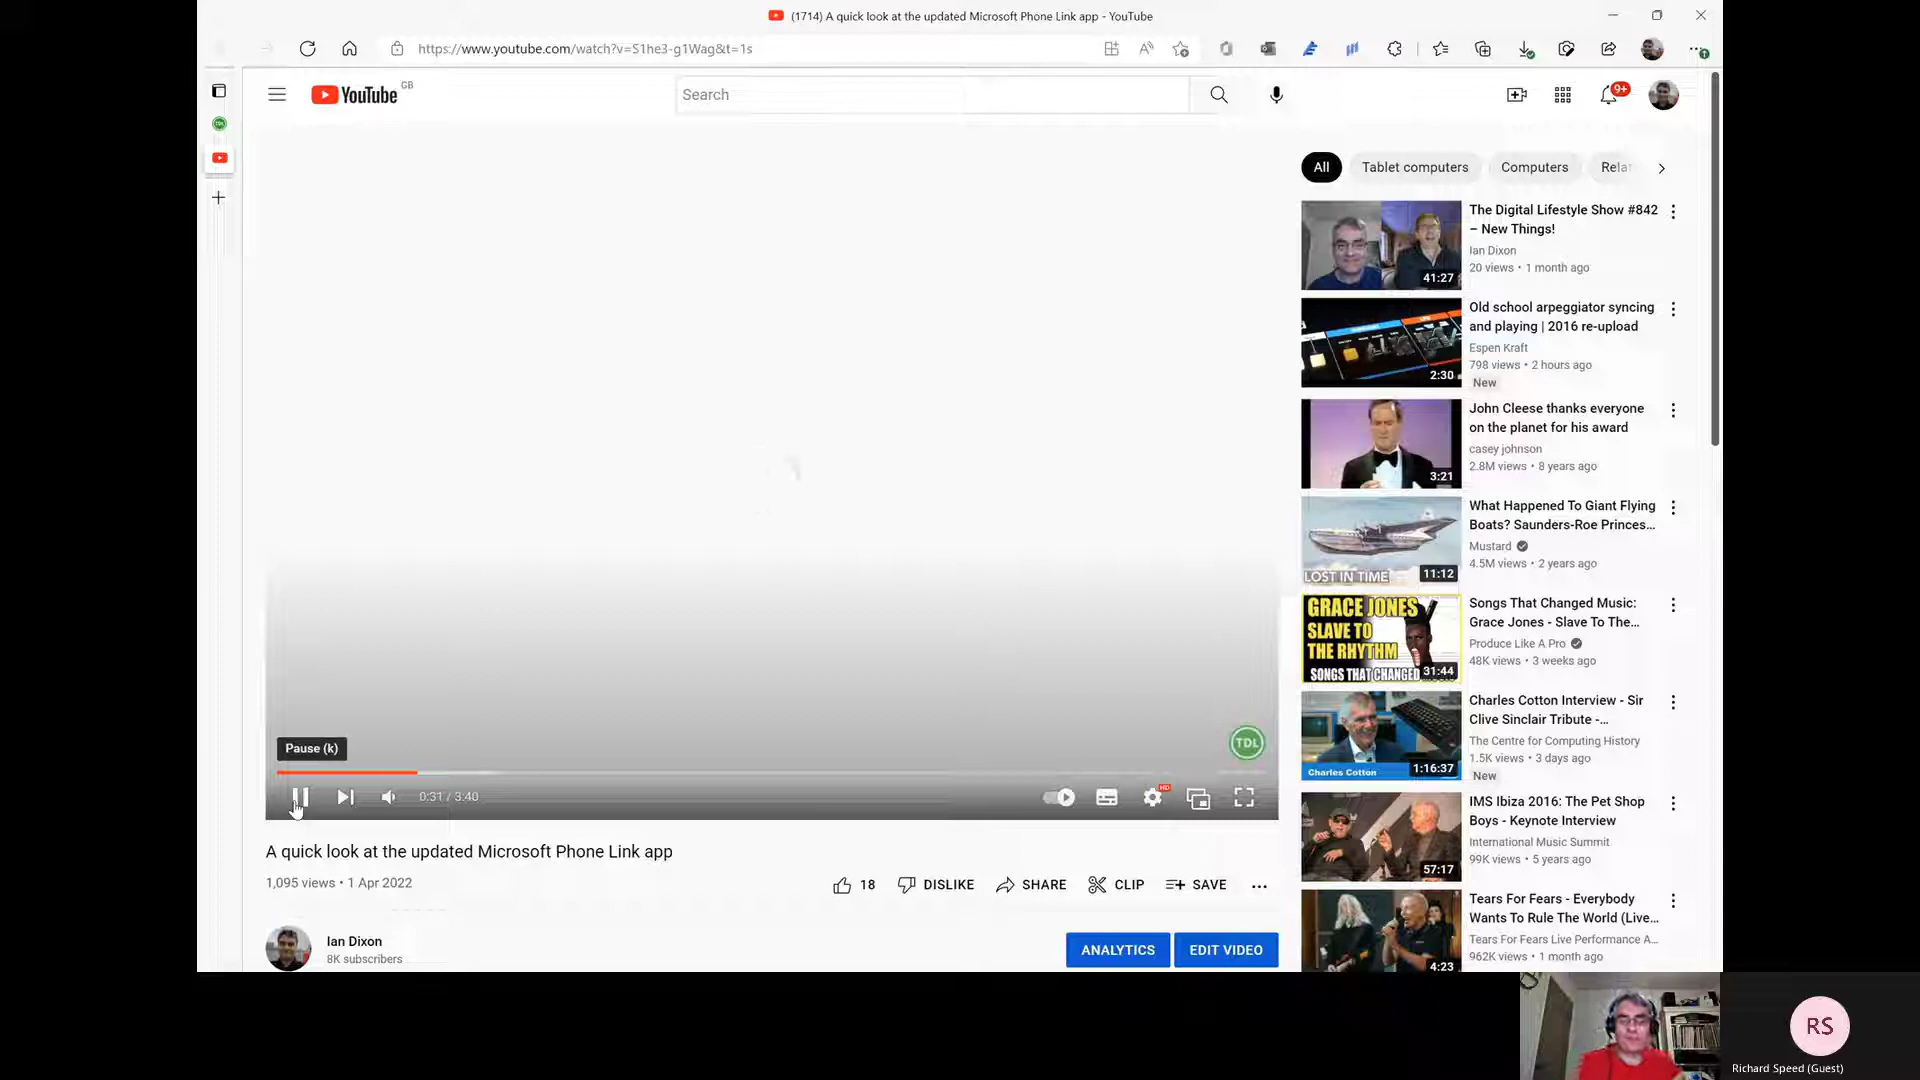 (1714) A quick look at the updated Microsoft Phone Link app - YouTube
https://www.youtube.com/watch?v=S1he3-g1Wag&t=1s
YouTube GB
Search
9+
All
Tablet computers
Computers
The Digital Lifestyle Show #842
– New Things!
Ian Dixon
20 views • 1 month ago
41:27
Old school arpeggiator syncing
and playing | 2016 re-upload
Espen Kraft
798 views • 2 hours ago
New
2:30
John Cleese thanks everyone
on the planet for his award
casey johnson
2.8M views • 8 years ago
3:21
What Happened To Giant Flying
Boats? Saunders-Roe Princes...
Mustard
4.5M views • 2 years ago
LOST IN TIME
11:12
GRACE JONES
SLAVE TO
THE RHYTHM
SONGS THAT CHANGED
31:44
Songs That Changed Music:
Grace Jones - Slave To The...
Produce Like A Pro
48K views • 3 weeks ago
Charles Cotton Interview - Sir
Clive Sinclair Tribute -...
The Centre for Computing History
1.5K views • 3 days ago
New
Charles Cotton
1:16:37
IMS Ibiza 2016: The Pet Shop
Boys - Keynote Interview
International Music Summit
99K views • 5 years ago
57:17
Tears For Fears - Everybody
Wants To Rule The World (Live...
Tears For Fears Live Performance A...
962K views • 1 month ago
4:23
TDL
Pause (k)
0:31 / 3:40
HD
A quick look at the updated Microsoft Phone Link app
1,095 views • 1 Apr 2022
18
DISLIKE
SHARE
CLIP
SAVE
Ian Dixon
8K subscribers
ANALYTICS
EDIT VIDEO
RS
Richard Speed (Guest)